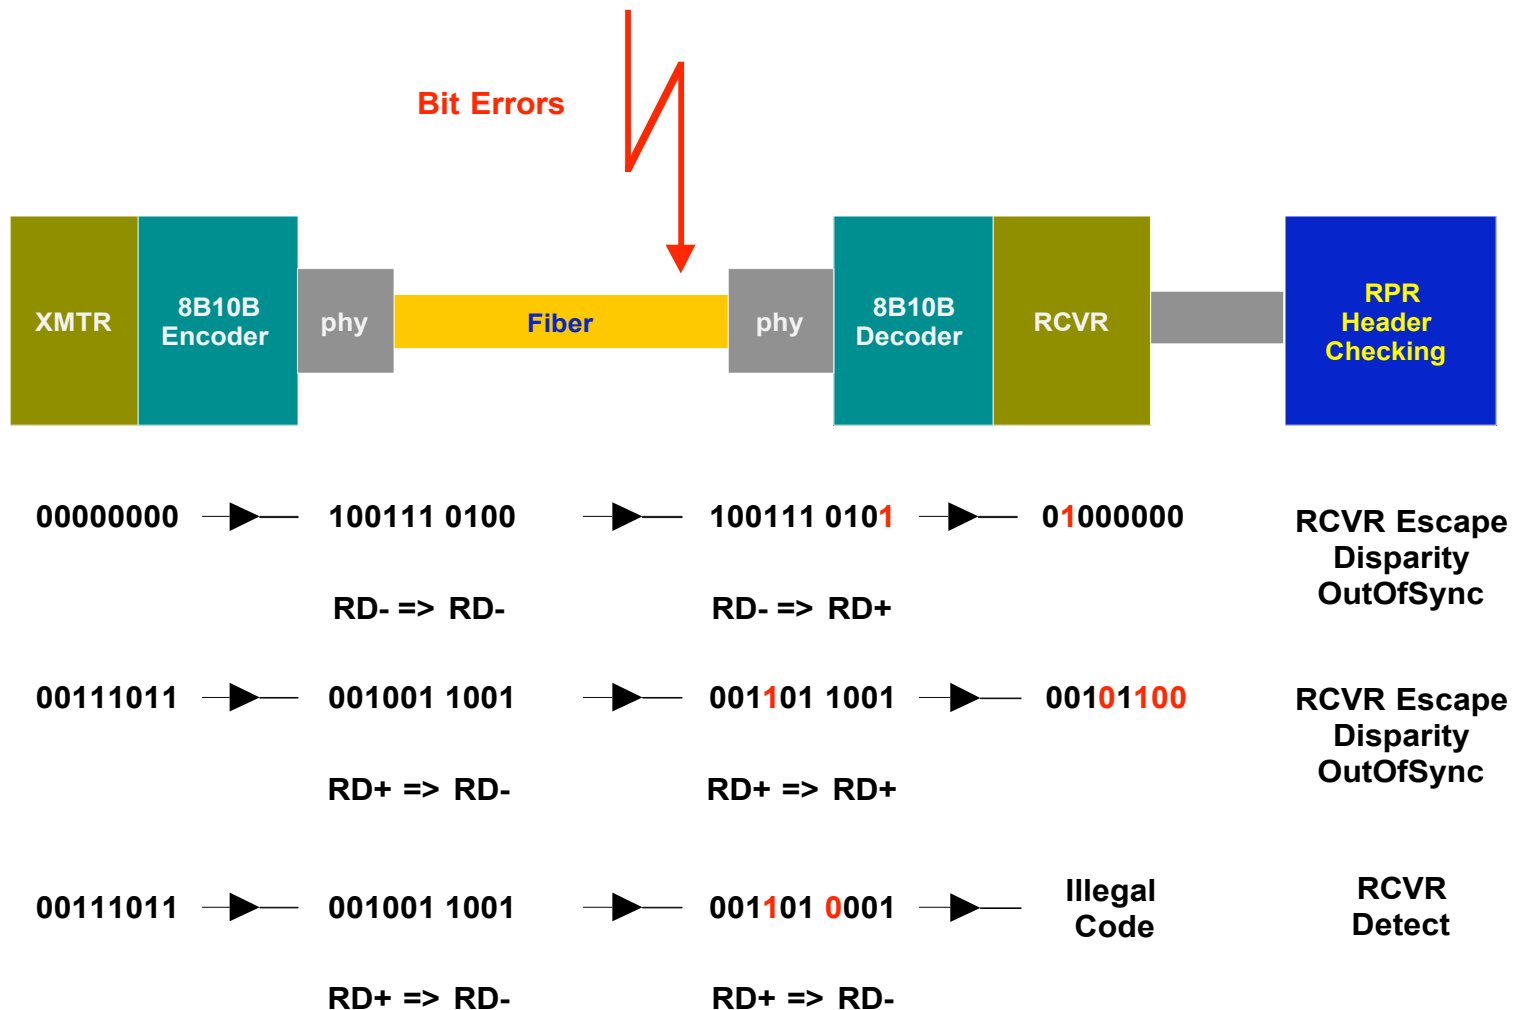 Bit Errors
XMTR
8B10B
Encoder
phy
Fiber
phy
8B10B
Decoder
RCVR
RPR
Header
Checking
00000000
100111 0100
100111 0101
01000000
RCVR Escape
Disparity
OutOfSync
RD- => RD-
RD- => RD+
00111011
001001 1001
001101 1001
00101100
RCVR Escape
Disparity
OutOfSync
RD+ => RD-
RD+ => RD+
00111011
001001 1001
001101 0001
Illegal
Code
RCVR
Detect
RD+ => RD-
RD+ => RD-